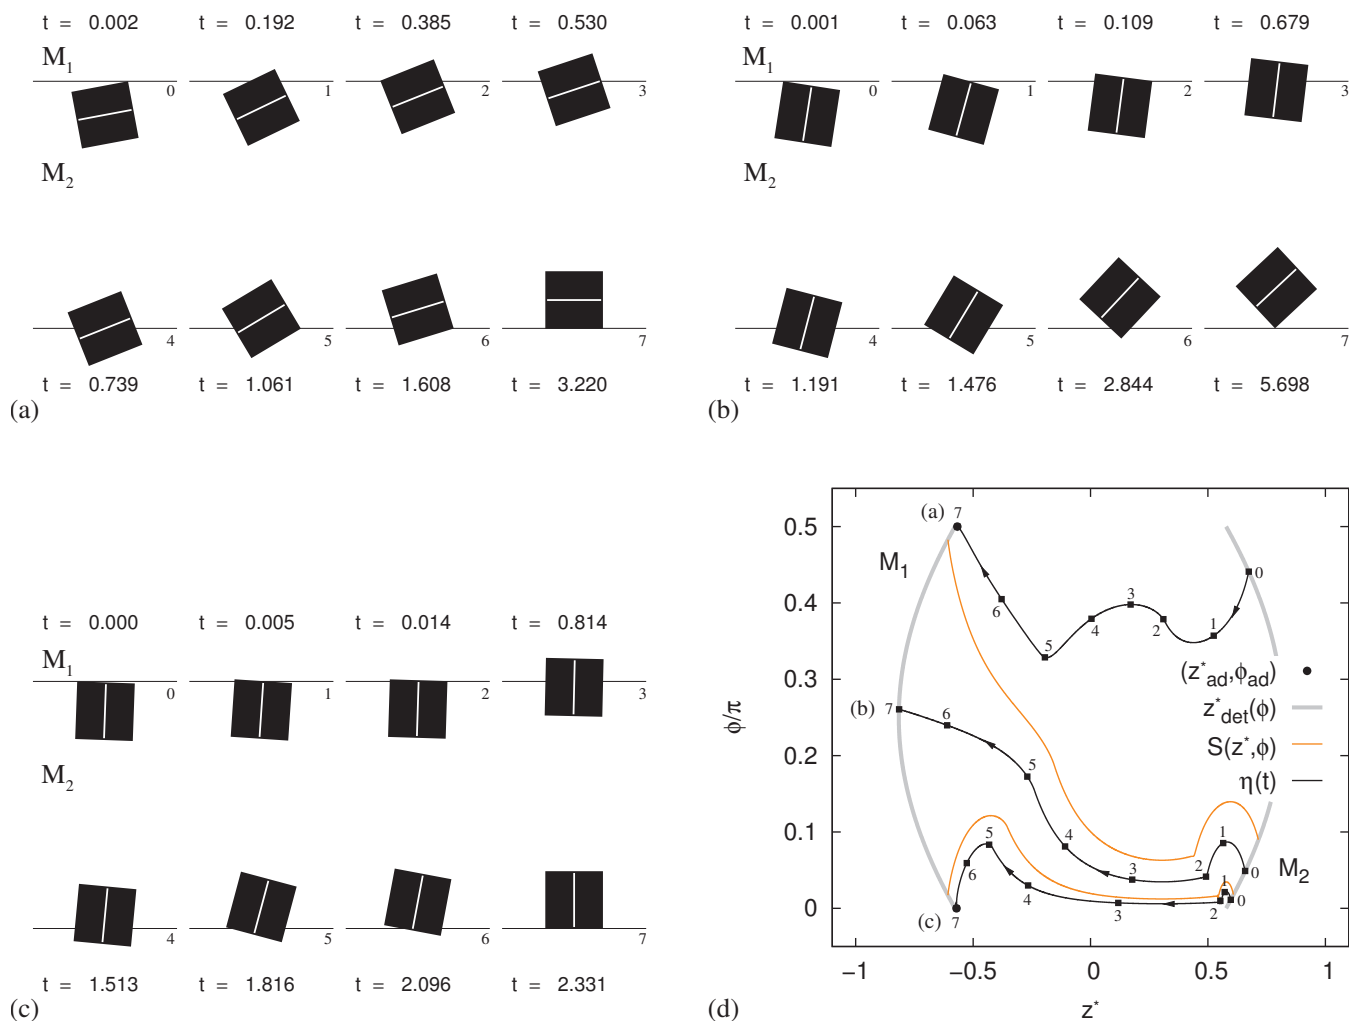 t = 0.002 t = 0.192 t = 0.385 t = 0.530
M1
0 1 2 3
M2
4 5 6 7
t = 0.739 t = 1.061 t = 1.608 t = 3.220
(a)
t = 0.001 t = 0.063 t = 0.109 t = 0.679
M1
0 1 2 3
M2
4 5 6 7
t = 1.191 t = 1.476 t = 2.844 t = 5.698
(b)
t = 0.000 t = 0.005 t = 0.014 t = 0.814
M1
0 1 2 3
M2
4 5 6 7
t = 1.513 t = 1.816 t = 2.096 t = 2.331
(c)
(a) 7
0.5
M1
0
6
3
0.4
4 2 1
5
0.3
(z*ad,ϕad)
(b) 7 6
z*det(ϕ)
ϕ/π
0.2
5
S(z*,ϕ)
η(t)
0.1
5 4 1
6 3 2 0 M2
4 1
0
3 2 0
(c) 7
−1 −0.5 0 0.5 1
z*
(d)